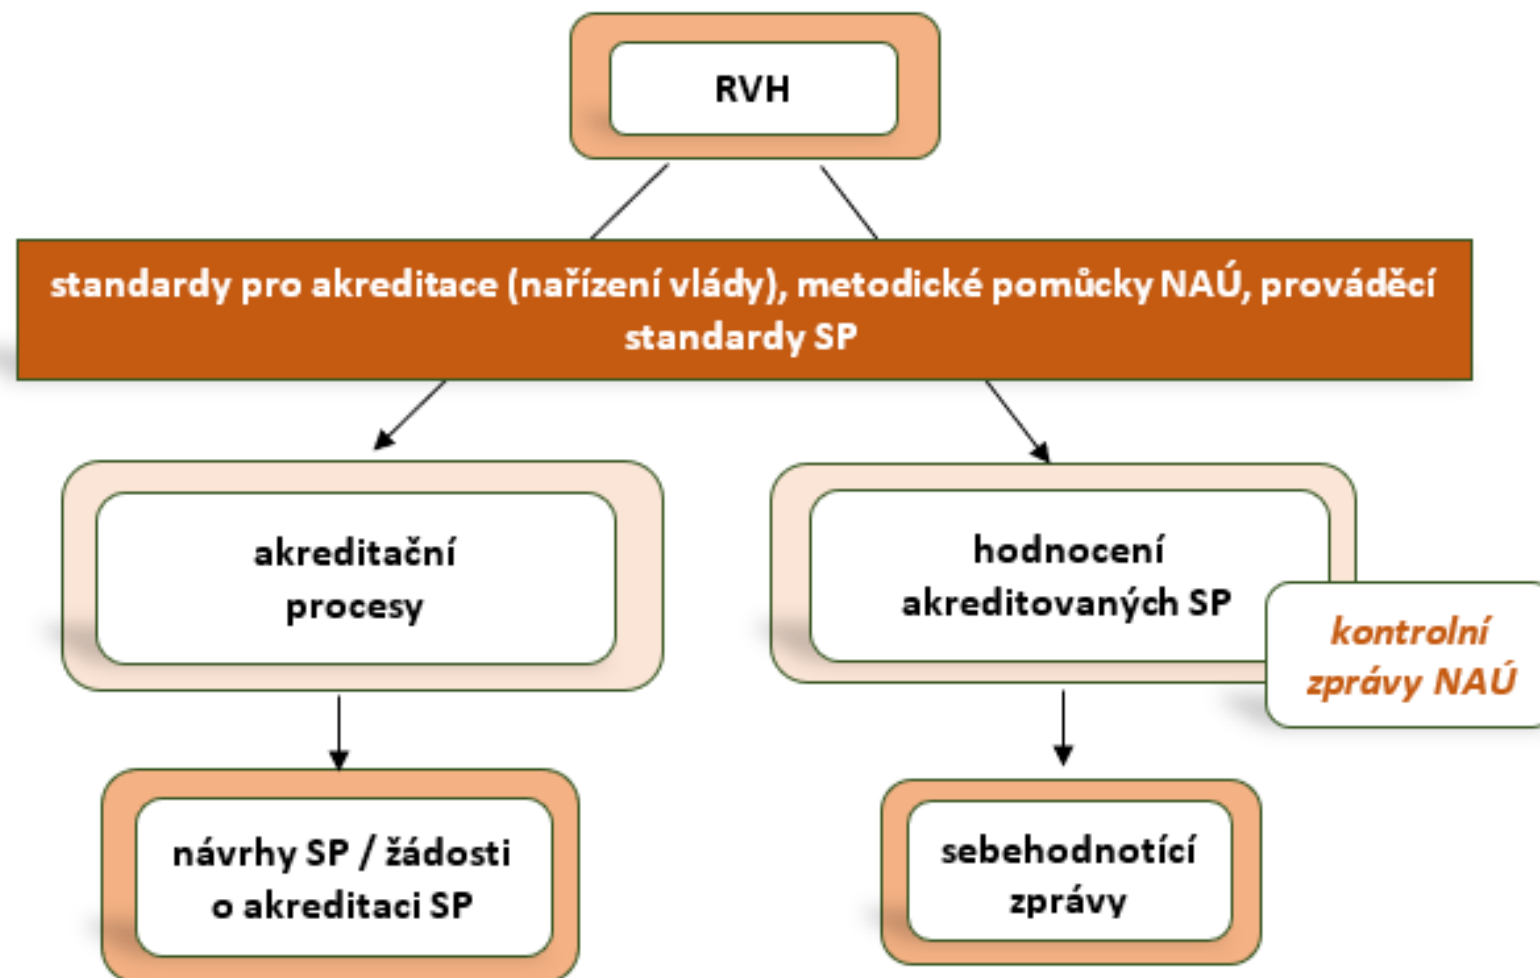 RVH
standardy pro akreditace (nařízení vlády), metodické pomůcky NAÚ, prováděcí
standardy SP
akreditační
procesy
hodnocení
akreditovaných SP
kontrolní
zprávy NAÚ
návrhy SP / žádosti
o akreditaci SP
sebehodnotící
zprávy